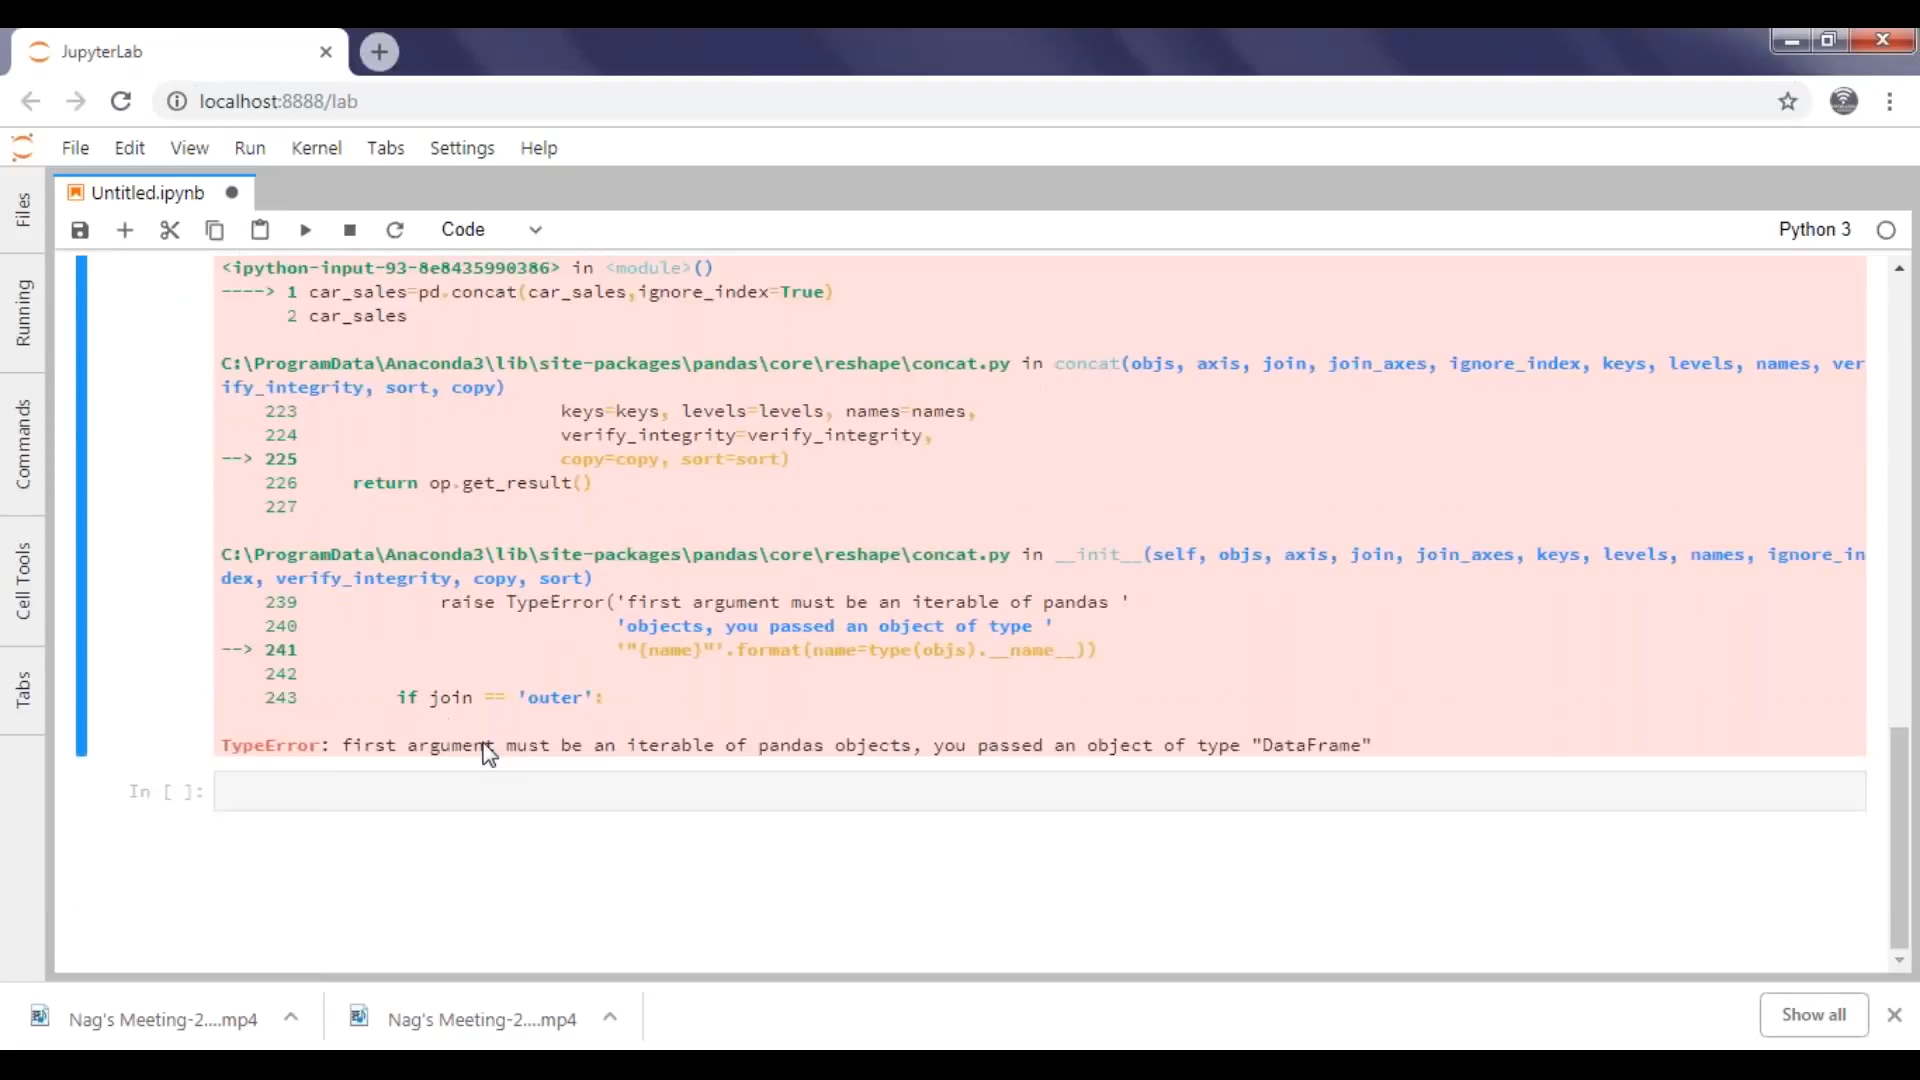 JupyterLab
localhost:8888/lab
File Edit View Run Kernel Tabs Settings Help
Untitled.ipynb
Code
Python 3
Files
Running
Commands
Cell Tools
Tabs
<ipython-input-93-8e8435990386> in <module>()
----> 1 car_sales=pd.concat(car_sales,ignore_index=True)
2 car_sales
C:\ProgramData\Anaconda3\lib\site-packages\pandas\core\reshape\concat.py in concat(objs, axis, join, join_axes, ignore_index, keys, levels, names, ver
ify_integrity, sort, copy)
223 keys=keys, levels=levels, names=names,
224 verify_integrity=verify_integrity,
--> 225 copy=copy, sort=sort)
226 return op.get_result()
227
C:\ProgramData\Anaconda3\lib\site-packages\pandas\core\reshape\concat.py in __init__(self, objs, axis, join, join_axes, keys, levels, names, ignore_in
dex, verify_integrity, copy, sort)
239 raise TypeError('first argument must be an iterable of pandas '
240 'objects, you passed an object of type '
--> 241 '"{name}"'.format(name=type(objs).__name__))
242
243 if join == 'outer':
TypeError: first argument must be an iterable of pandas objects, you passed an object of type "DataFrame"
In [ ]:
Nag's Meeting-2....mp4
Nag's Meeting-2....mp4
Show all